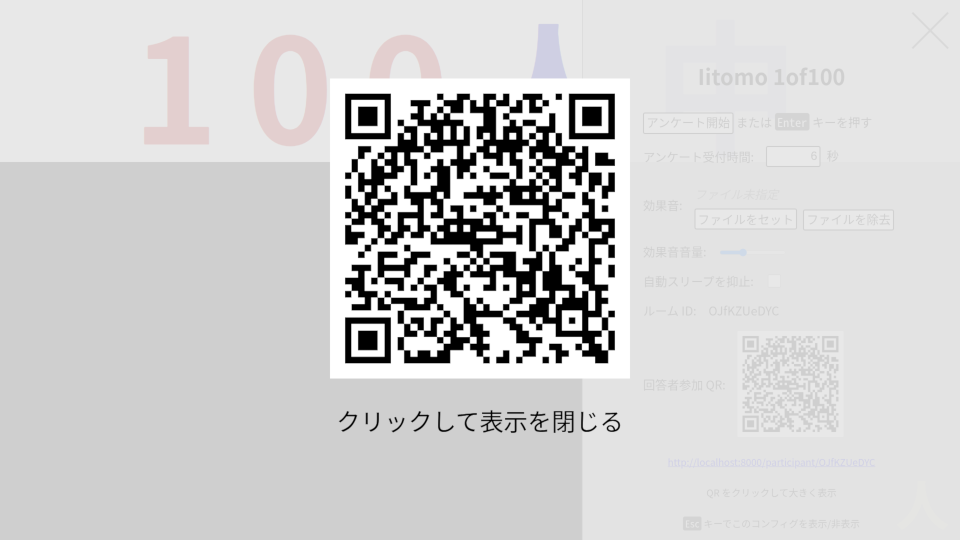 100
人
Iitomo 1of100
アンケート開始 または Enter キーを押す
アンケート受付時間: 6 秒
効果音: ファイル未指定
ファイルをセット ファイルを除去
効果音音量:
自動スリープを抑止:
ルーム ID: OJfKZUeDYC
回答者参加 QR:
http://localhost:9000/participant/OJfKZUeDYC
QR をクリックして大きく表示
Esc キーでこのコンフィグを表示/非表示
クリックして表示を閉じる